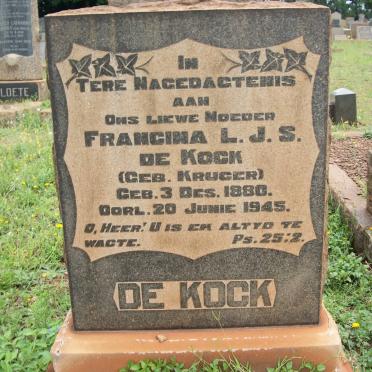 In
Tere Nagedagtenis
aan
Ons Liewe Moeder
Francina L. J. S.
de Kock
(geb. Kruger)
Geb. 3 Des. 1880.
Oorl. 20 Junie 1945.
O, Heer! U is ek altyd te
wagte. Ps. 25:2.
DE KOCK
LOETE